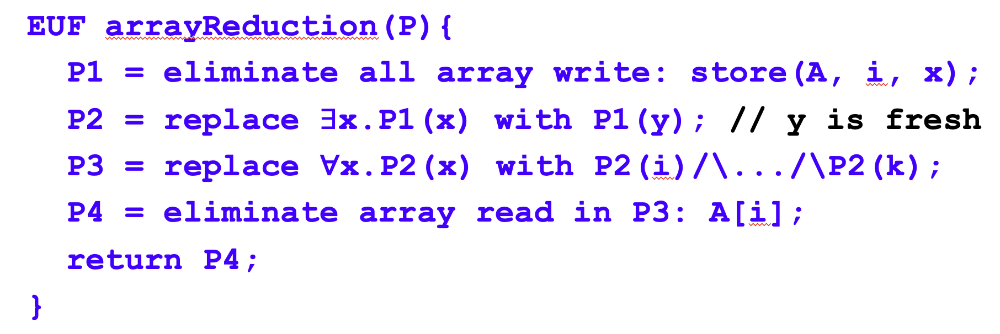 EUF arrayReduction(P){
P1 = eliminate all array write: store(A, i, x);
P2 = replace ∃x.P1(x) with P1(y); // y is fresh
P3 = replace ∀x.P2(x) with P2(i)/\.../\P2(k);
P4 = eliminate array read in P3: A[i];
return P4;
}